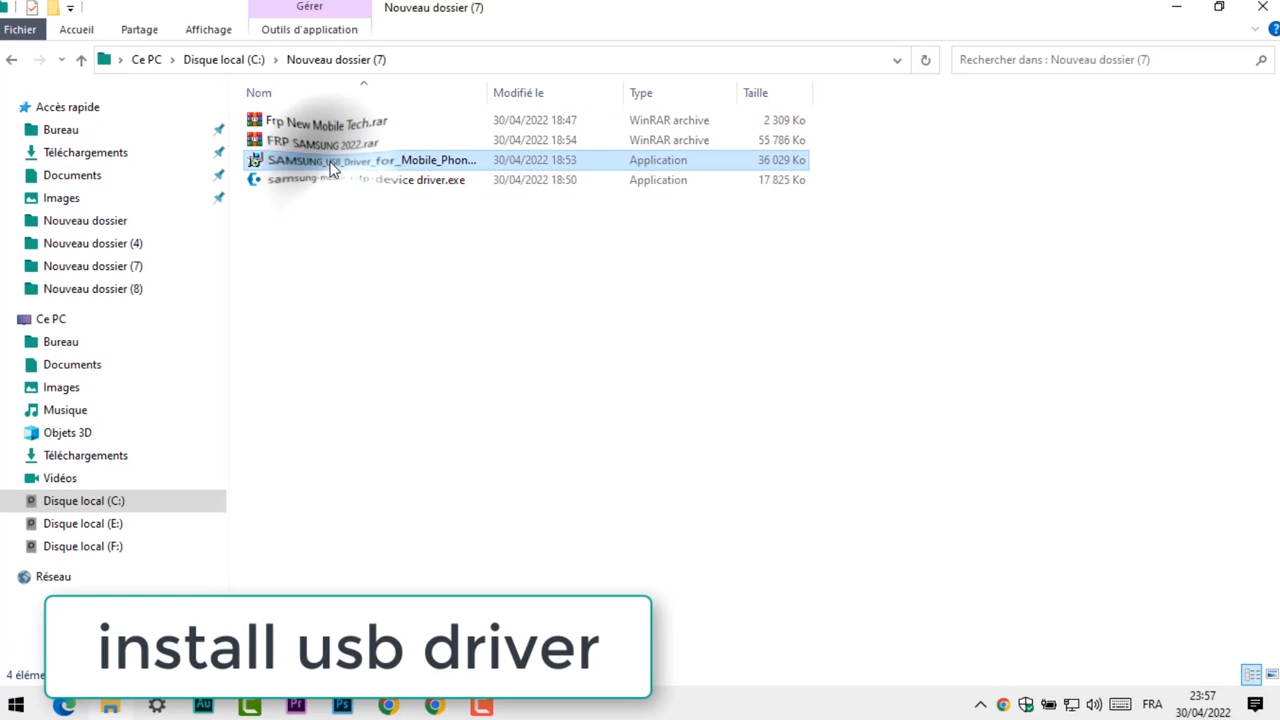 Gérer
Nouveau dossier (7)
Fichier
Accueil
Partage
Affichage
Outils d'application
Ce PC
Disque local (C:)
Nouveau dossier (7)
Rechercher dans : Nouveau dossier (7)
Nom
Modifié le
Type
Taille
Frp New Mobile Tech.rar
30/04/2022 18:47
WinRAR archive
2 309 Ko
FRP SAMSUNG 2022.rar
30/04/2022 18:54
WinRAR archive
55 786 Ko
SAMSUNG_USB_Driver_for_Mobile_Phon...
30/04/2022 18:53
Application
36 029 Ko
device driver.exe
30/04/2022 18:50
Application
17 825 Ko
Accès rapide
Bureau
Téléchargements
Documents
Images
Nouveau dossier
Nouveau dossier (4)
Nouveau dossier (7)
Nouveau dossier (8)
Ce PC
Bureau
Documents
Images
Musique
Objets 3D
Téléchargements
Vidéos
Disque local (C:)
Disque local (E:)
Disque local (F:)
Réseau
install usb driver
4 éléme
Au
Pr
Ps
FRA
23:57
30/04/2022